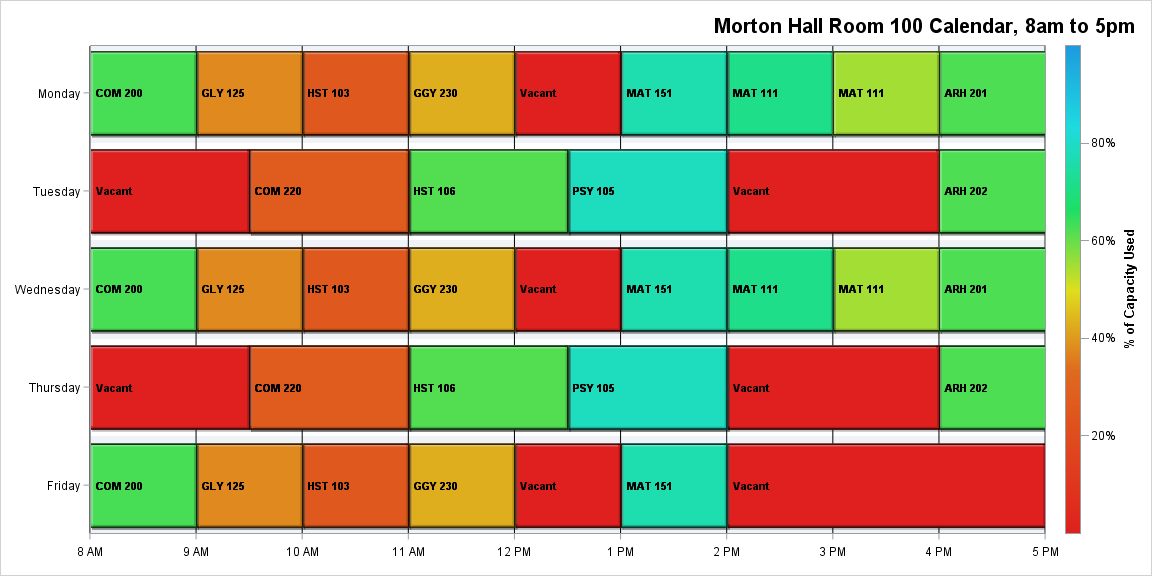 Morton Hall Room 100 Calendar, 8am to 5pm
Monday
COM 200 GLY 125 HST 103 GGY 230 Vacant MAT 151 MAT 111 MAT 111 ARH 201
Tuesday
Vacant COM 220 HST 106 PSY 105 Vacant ARH 202
Wednesday
COM 200 GLY 125 HST 103 GGY 230 Vacant MAT 151 MAT 111 MAT 111 ARH 201
Thursday
Vacant COM 220 HST 106 PSY 105 Vacant ARH 202
Friday
COM 200 GLY 125 HST 103 GGY 230 Vacant MAT 151 Vacant
8 AM 9 AM 10 AM 11 AM 12 PM 1 PM 2 PM 3 PM 4 PM 5 PM
80%
60%
40%
20%
% of Capacity Used